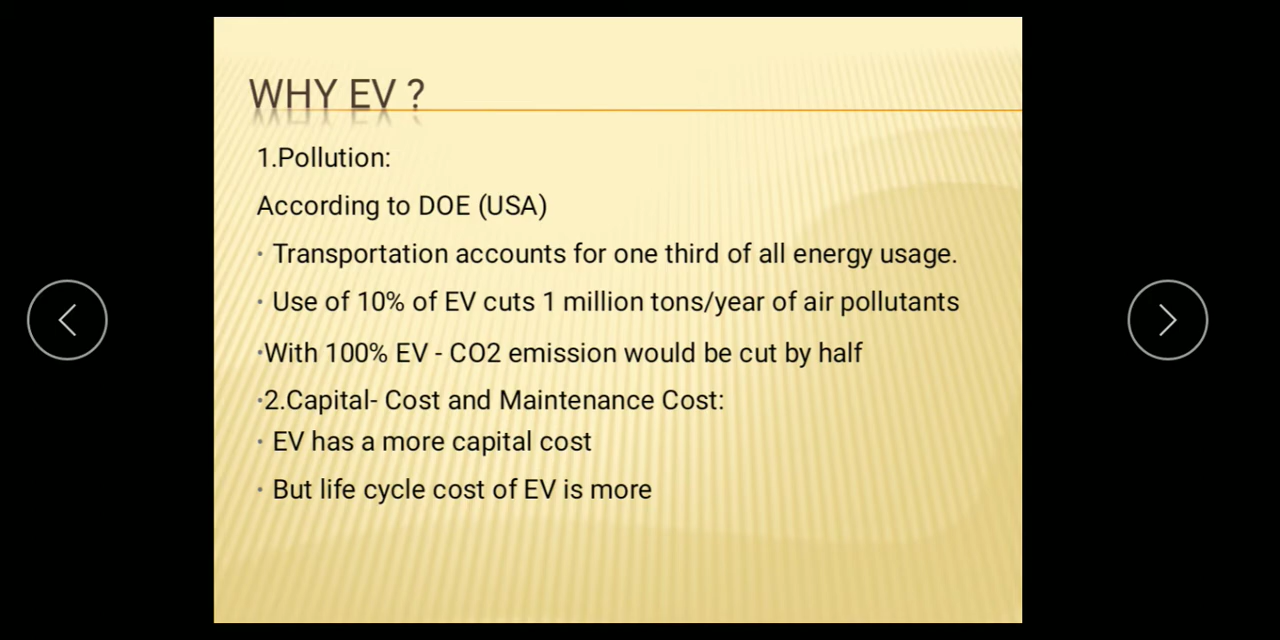 WHY EV ?
1.Pollution:
According to DOE (USA)
• Transportation accounts for one third of all energy usage.
• Use of 10% of EV cuts 1 million tons/year of air pollutants
•With 100% EV - CO2 emission would be cut by half
•2.Capital- Cost and Maintenance Cost:
• EV has a more capital cost
• But life cycle cost of EV is more